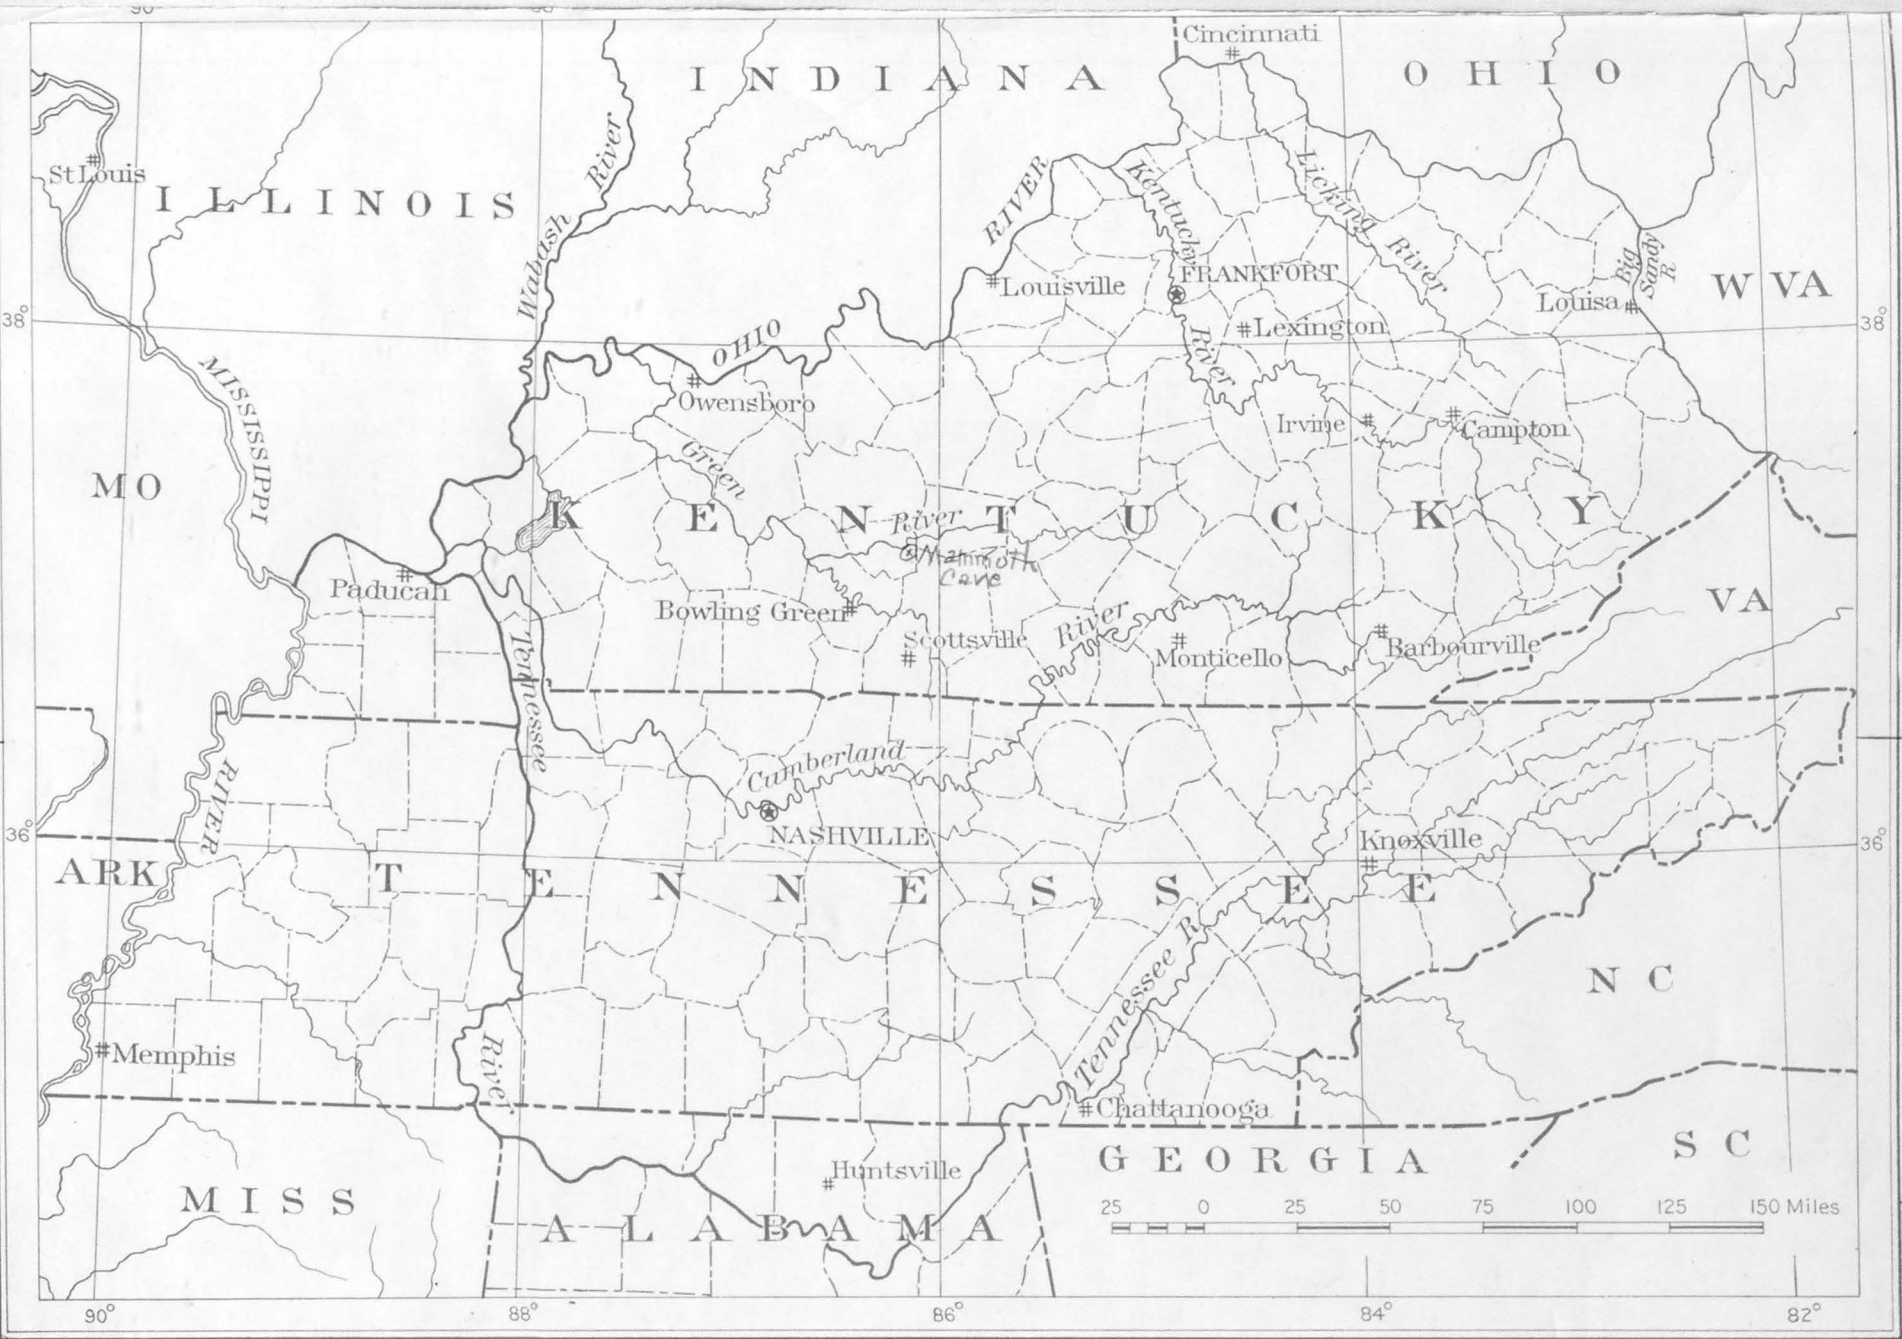 90°
88
Cincinnati
INDIANA
OHIO
St Louis
ILLINOIS
Wabash River
OHIO RIVER
Kentucky River
Licking River
Big Sandy R.
FRANKFORT
Louisville
Louisa
W VA
38°
38°
Lexington
MISSISSIPPI RIVER
Owensboro
Irvine
Campton
MO
Green River
KENTUCKY
Mammoth
Cave
Paducah
VA
Bowling Green
Scottsville
Cumberland River
Monticello
Barbourville
Tennessee River
NASHVILLE
36°
36°
Knoxville
ARK
TENNESSEE
Tennessee R
N C
Memphis
Chattanooga
GEORGIA
S C
Huntsville
MISS
ALABAMA
25 0 25 50 75 100 125 150 Miles
90° 88° 86° 84° 82°